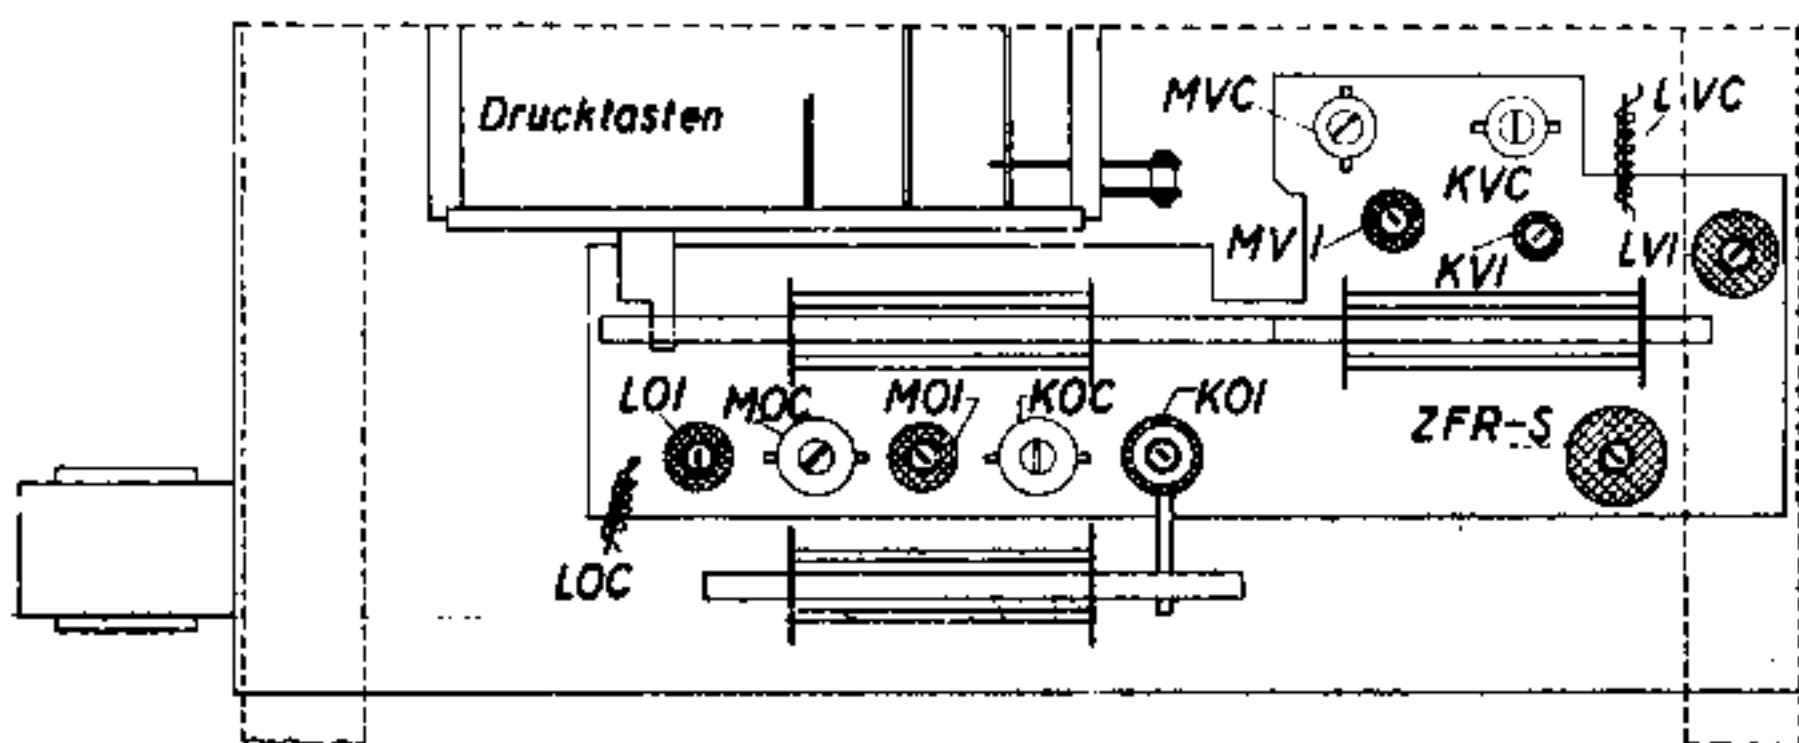 Drucktasten
MVC
LVC
KVC
MVI
LVI
KVI
LOI
MOC
MOI
KOC
KOI
ZFR-S
LOC